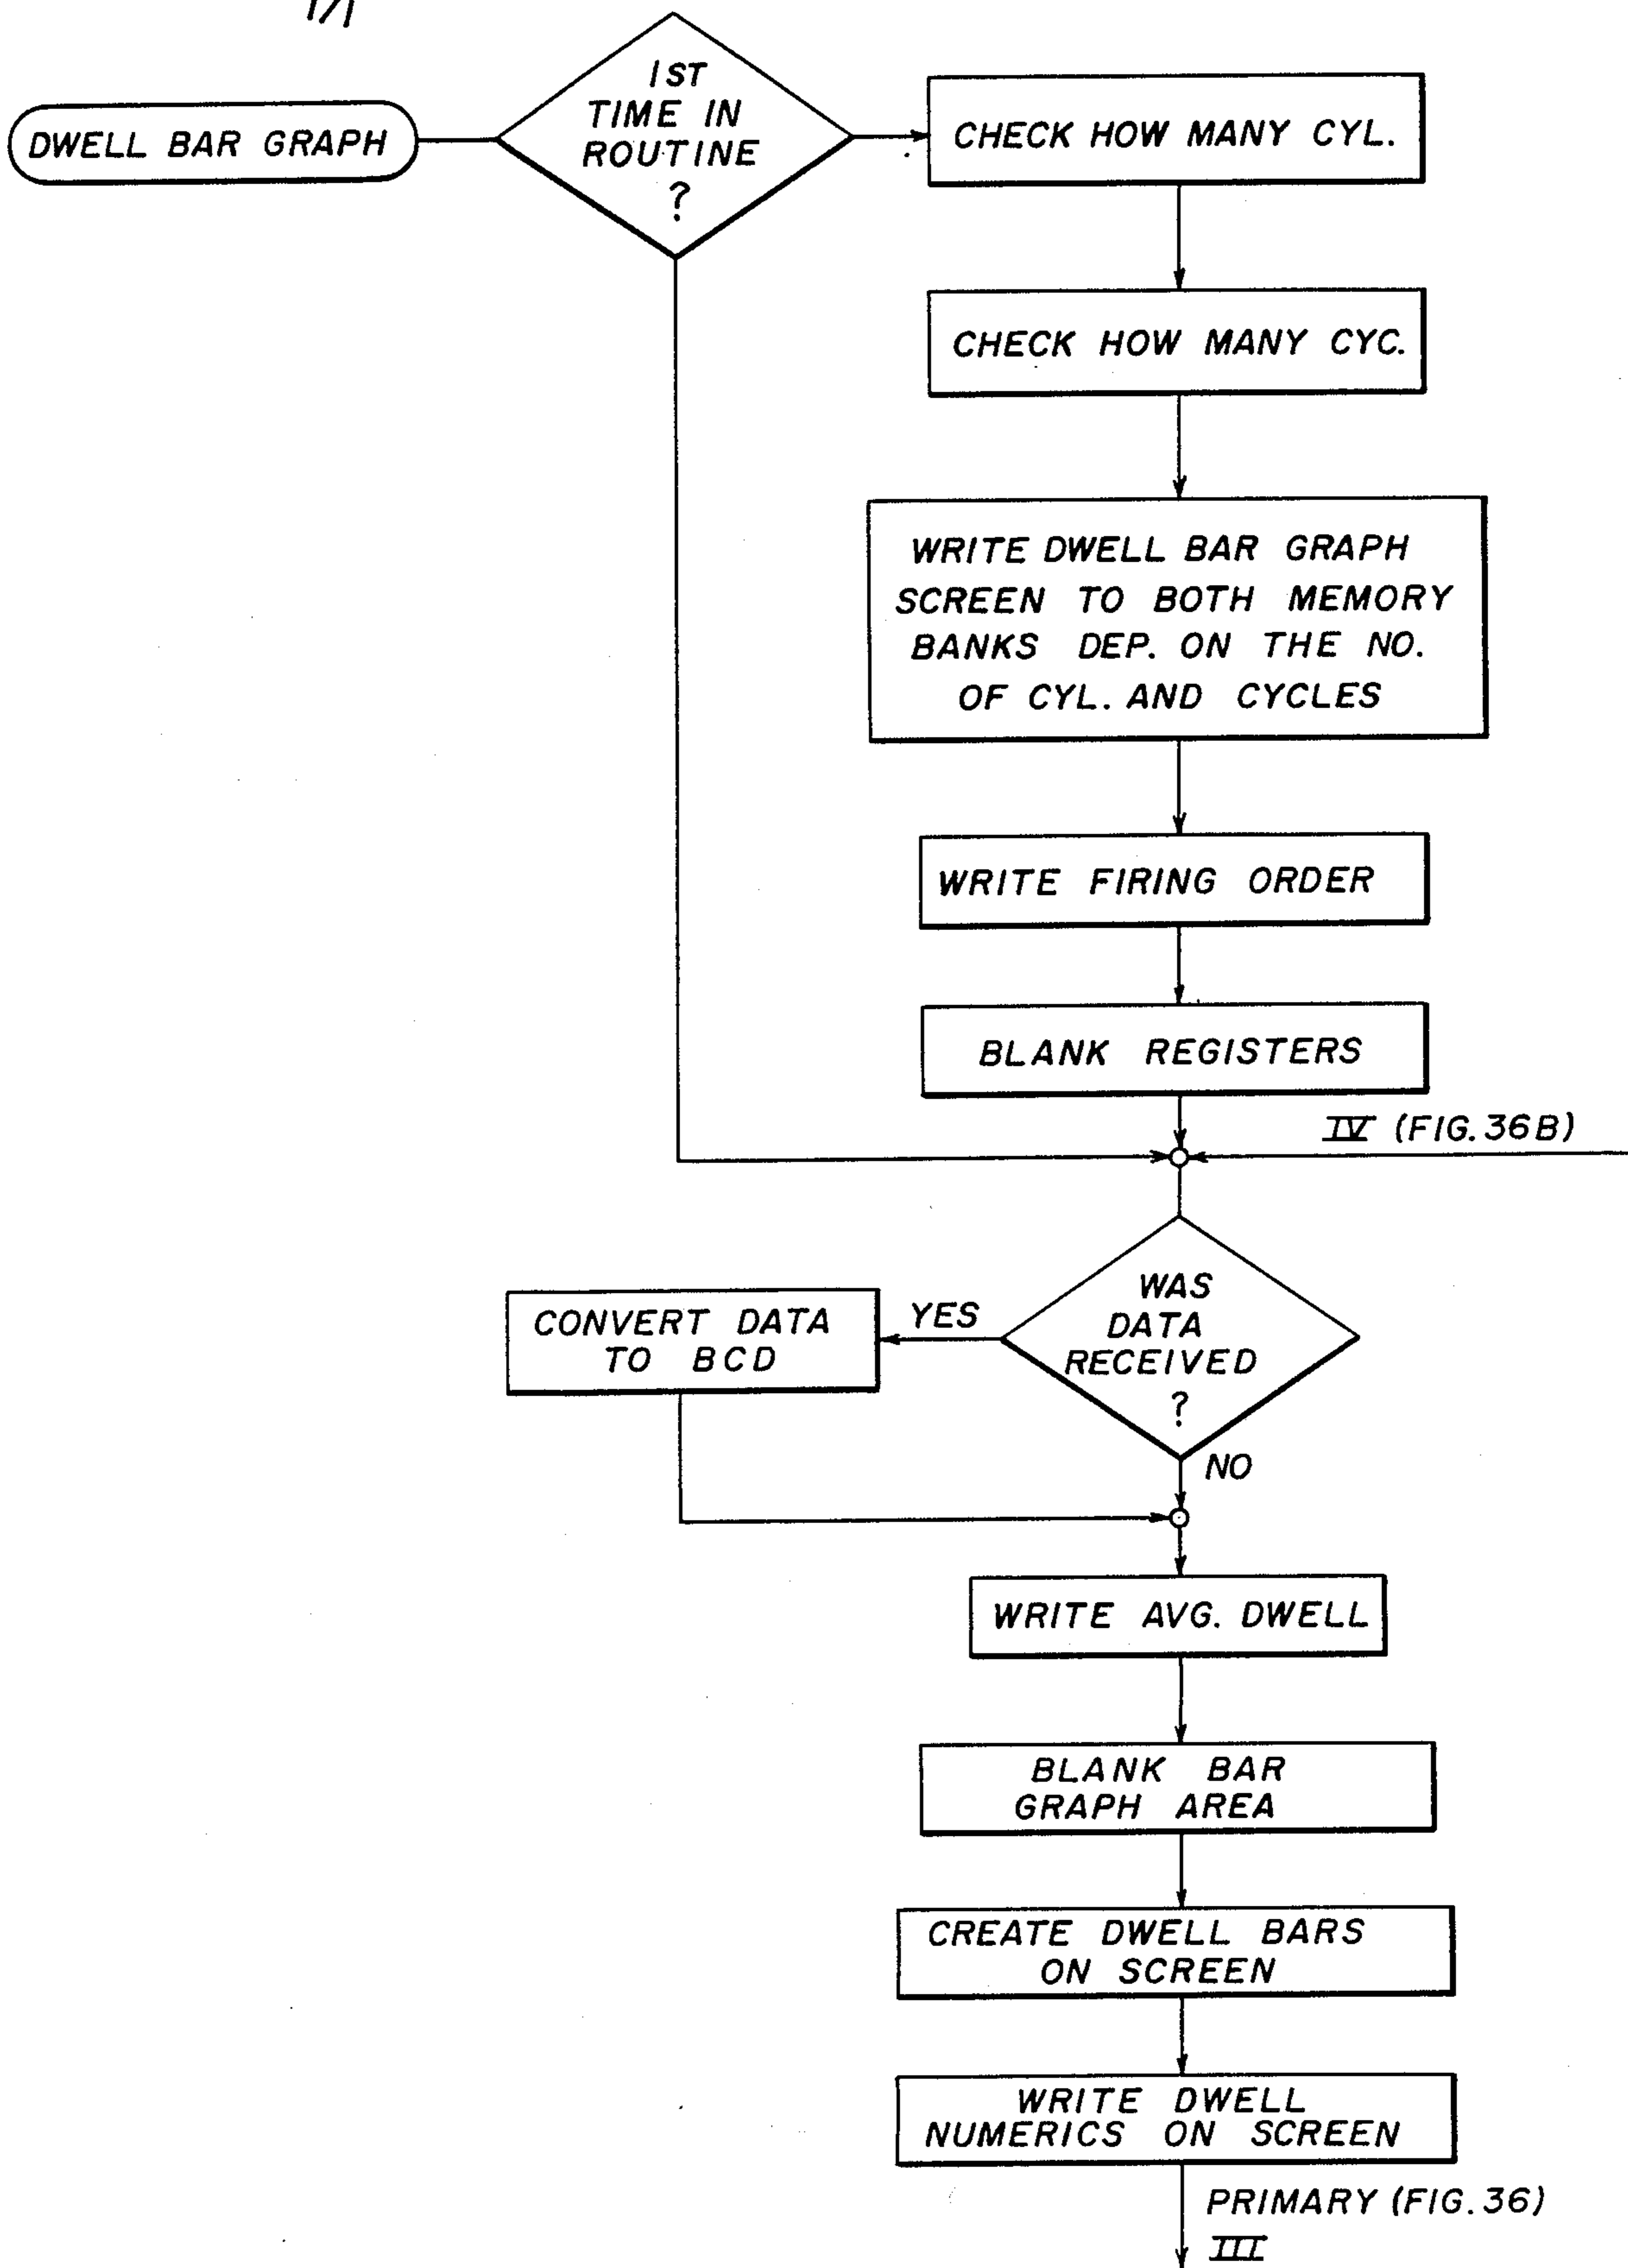 DWELL BAR GRAPH
1ST
TIME IN
ROUTINE
?
CHECK HOW MANY CYL.
CHECK HOW MANY CYC.
WRITE DWELL BAR GRAPH
SCREEN TO BOTH MEMORY
BANKS DEP. ON THE NO.
OF CYL. AND CYCLES
WRITE FIRING ORDER
BLANK REGISTERS
IV (FIG. 36B)
WAS
DATA
RECEIVED
?
YES
CONVERT DATA
TO BCD
NO
WRITE AVG. DWELL
BLANK BAR
GRAPH AREA
CREATE DWELL BARS
ON SCREEN
WRITE DWELL
NUMERICS ON SCREEN
PRIMARY (FIG. 36)
III